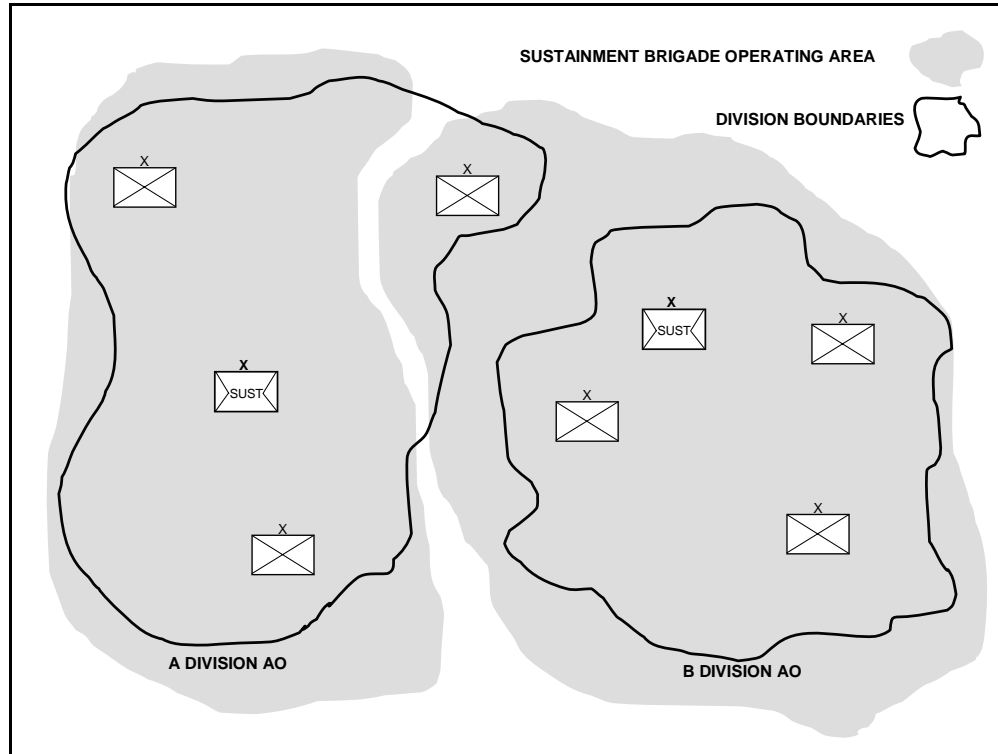 SUSTAINMENT BRIGADE OPERATING AREA
DIVISION BOUNDARIES
X
X
X
SUST
X
X
SUST
X
X
X
A DIVISION AO
B DIVISION AO